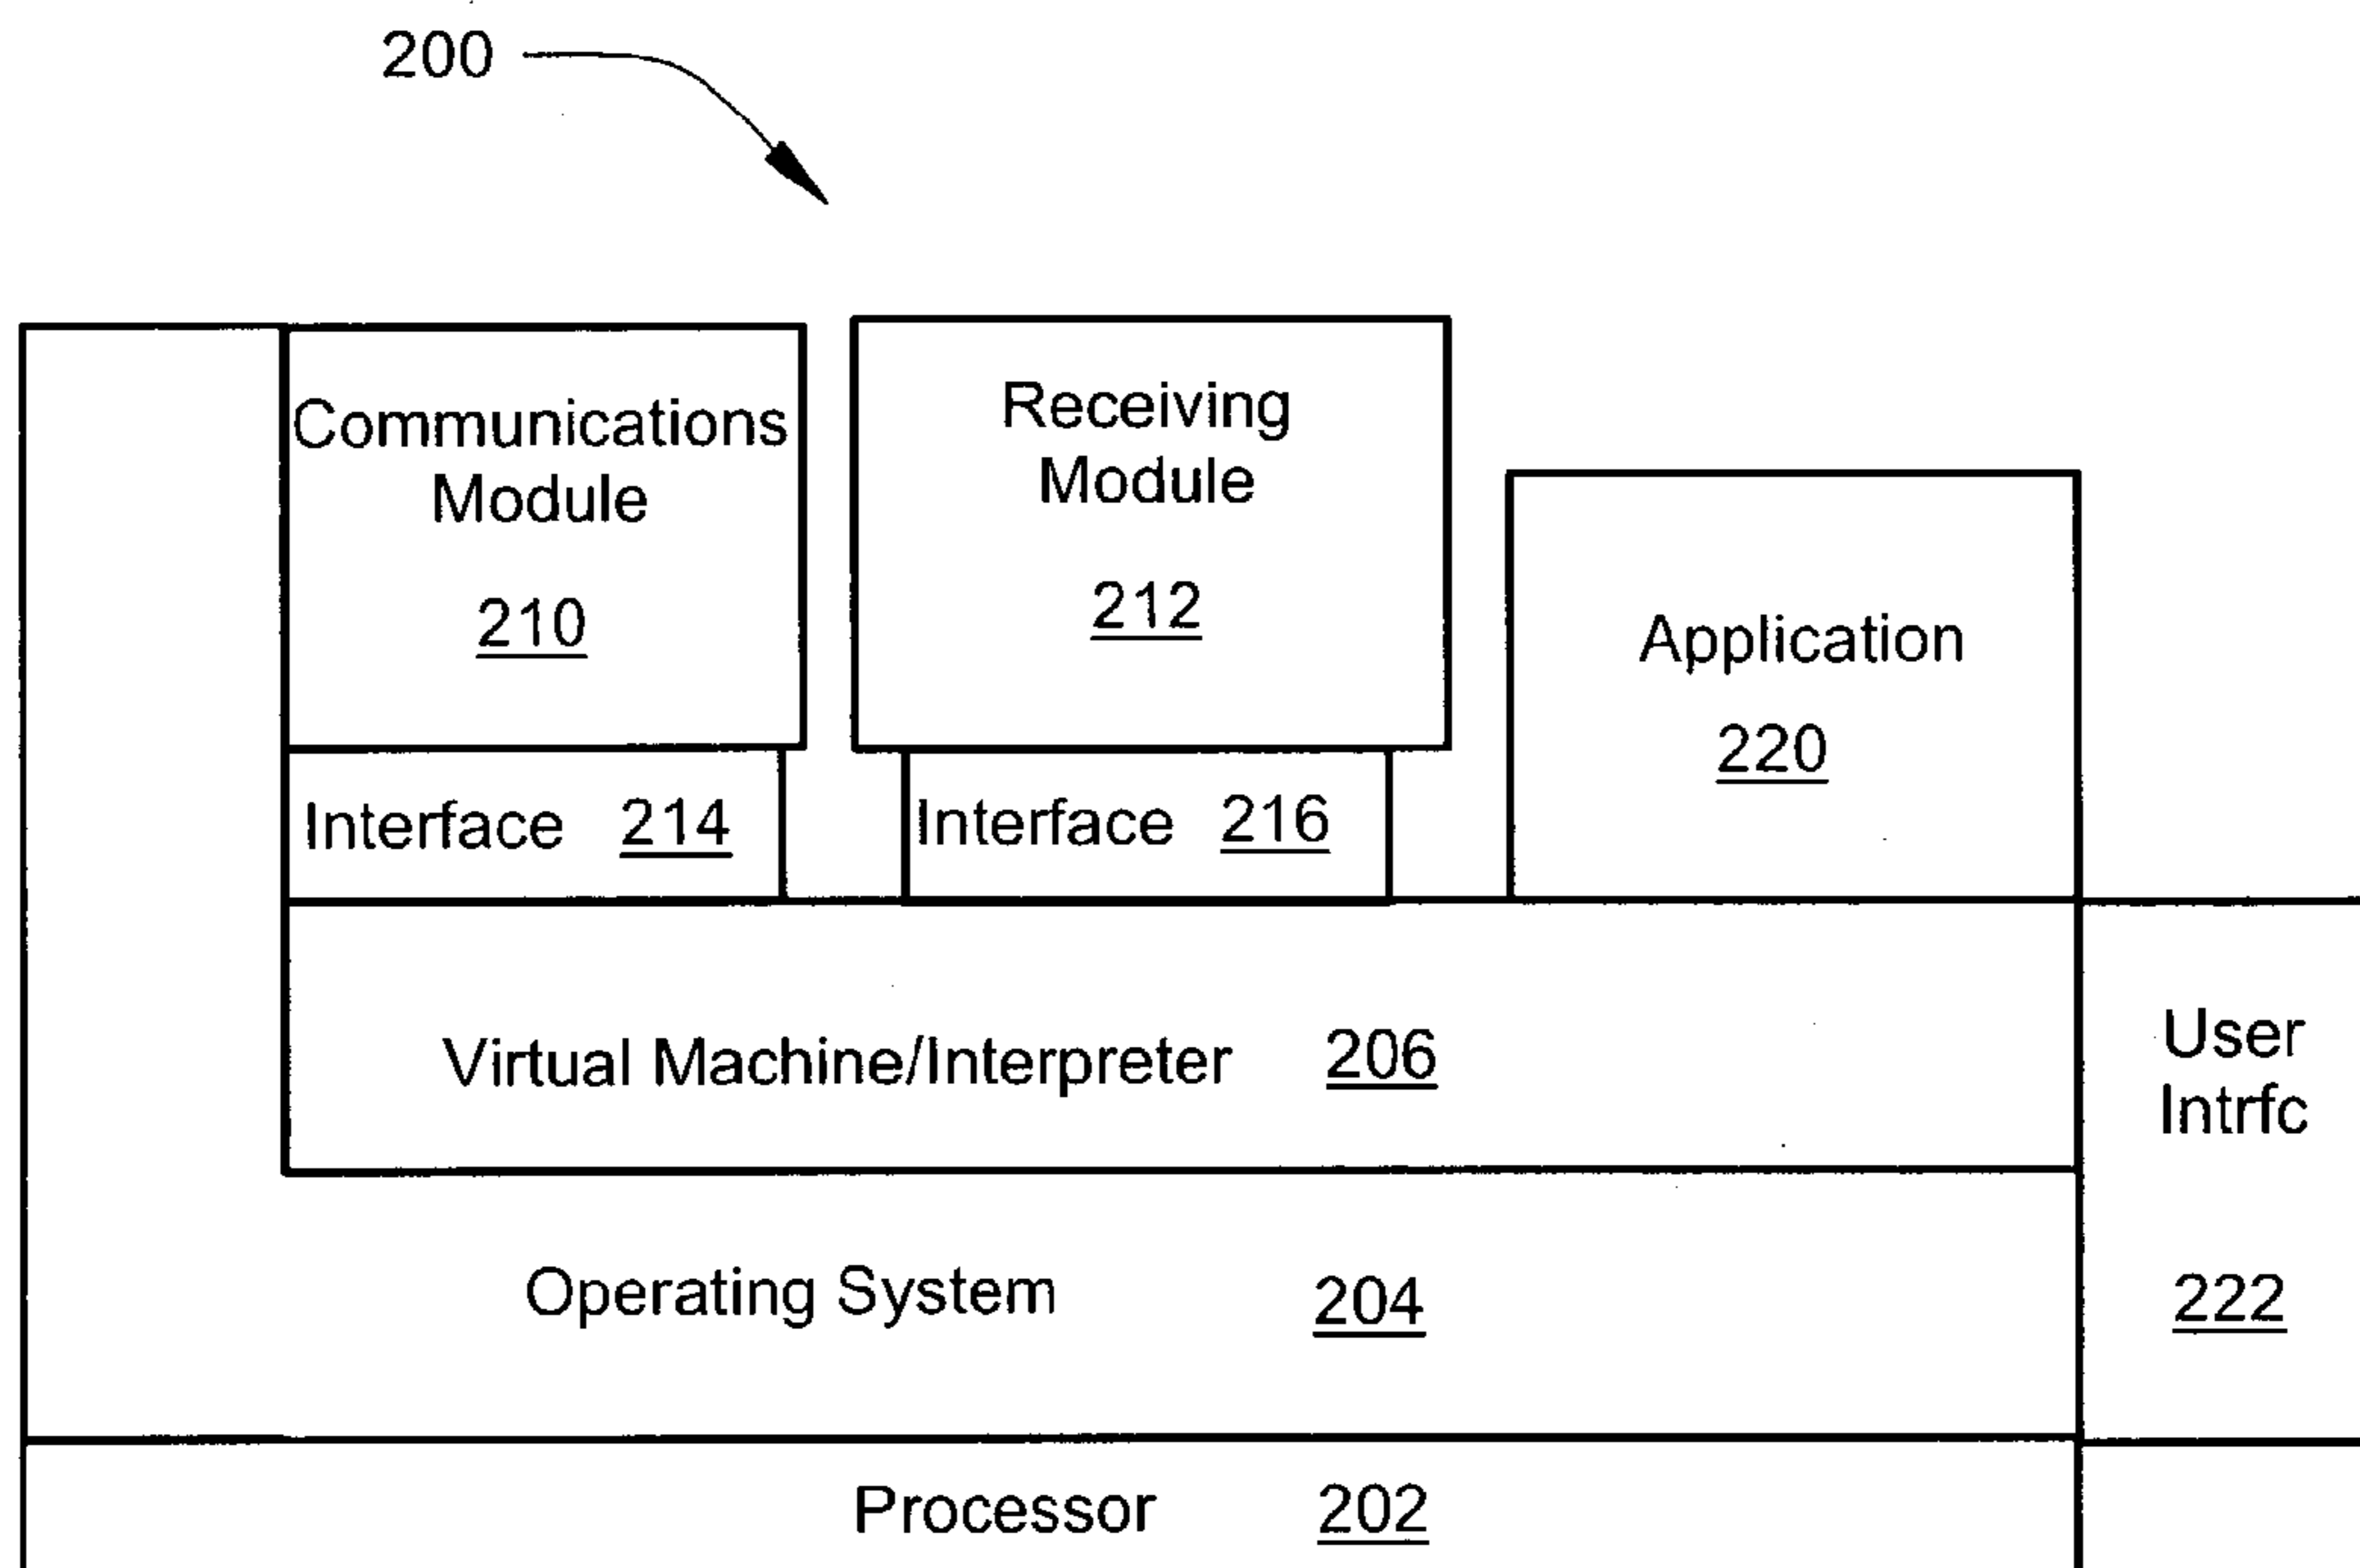 200
Communications
Module
210
Receiving
Module
212
Application
220
Interface 214
Interface 216
Virtual Machine/Interpreter 206
User
Intrfc
222
Operating System 204
Processor 202